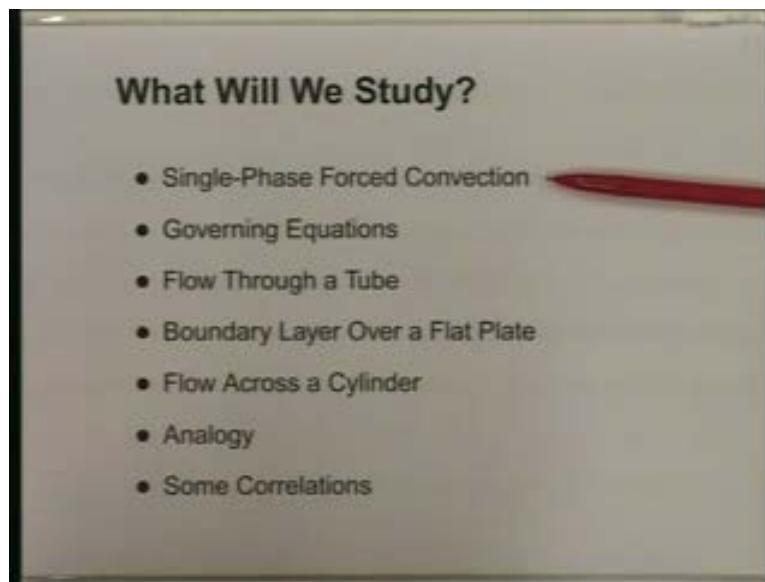 What Will We Study?
● Single-Phase Forced Convection
● Governing Equations
● Flow Through a Tube
● Boundary Layer Over a Flat Plate
● Flow Across a Cylinder
● Analogy
● Some Correlations